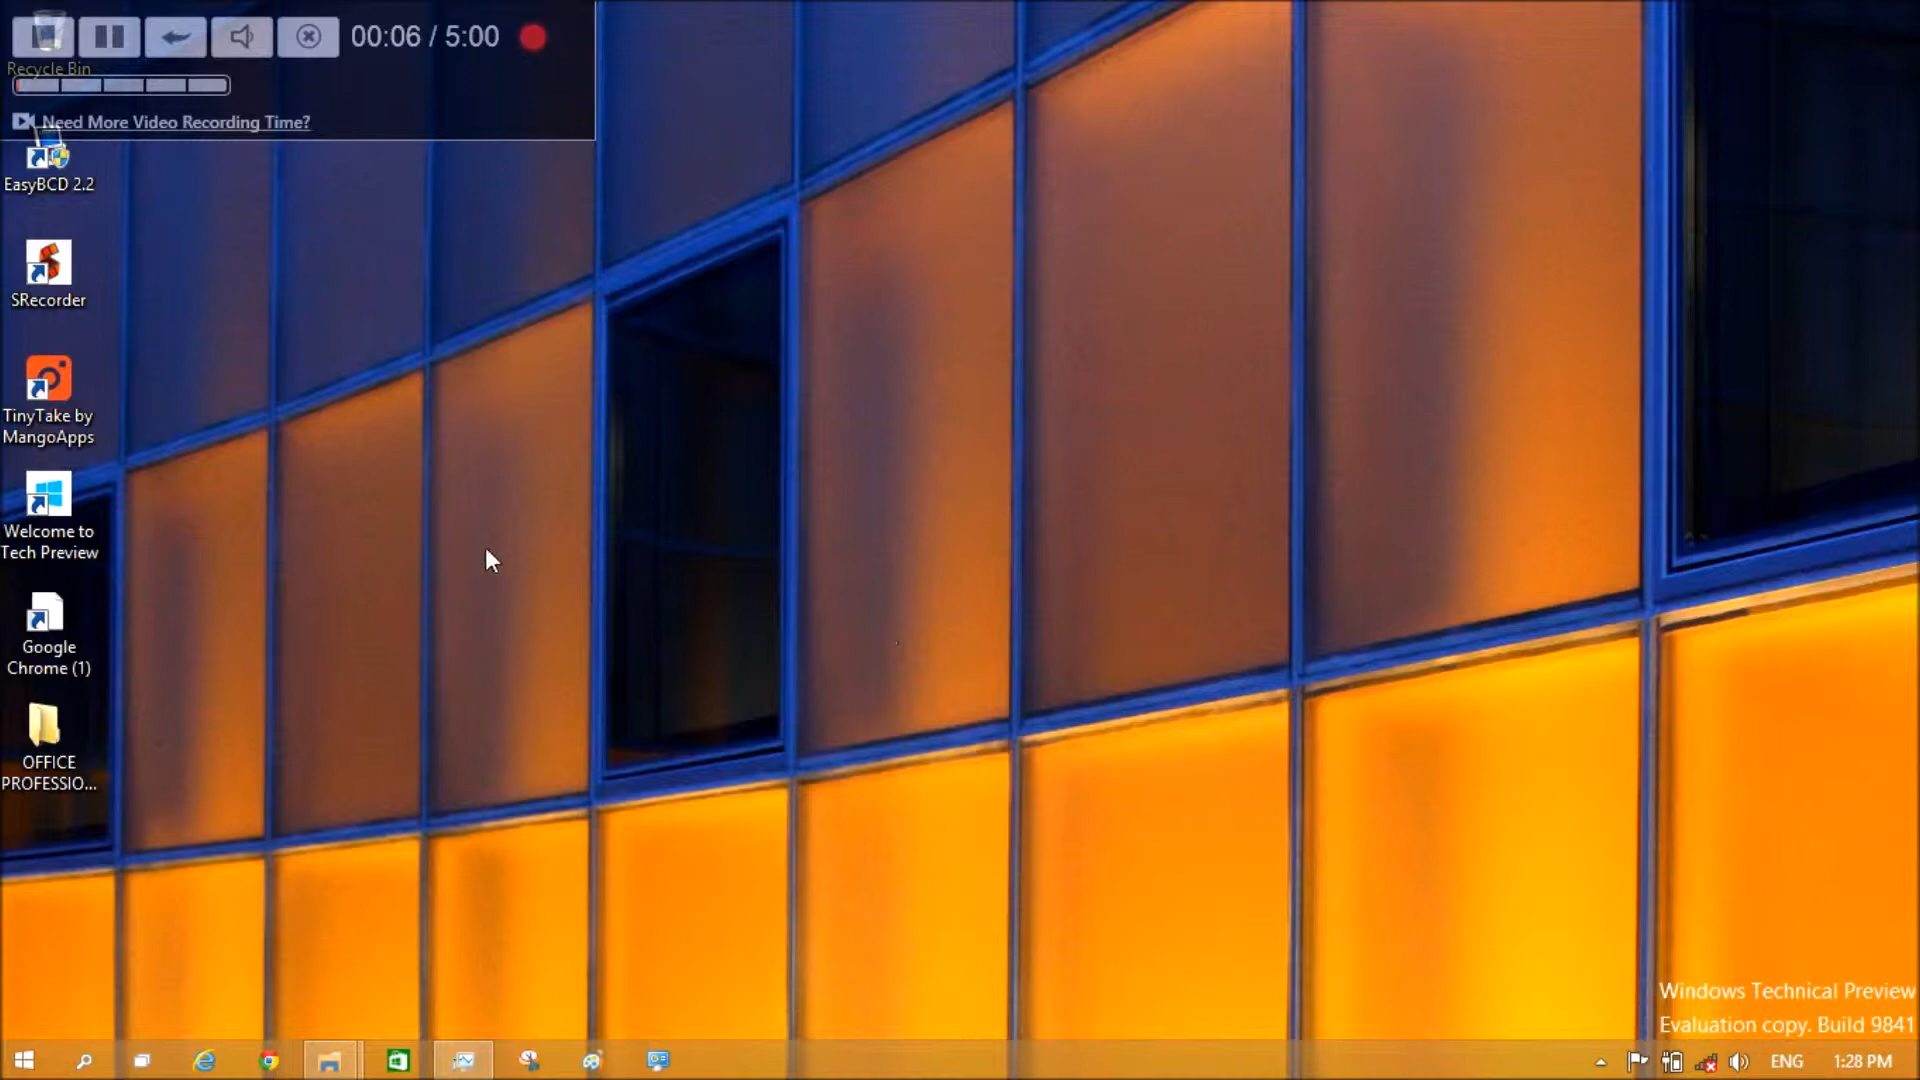 00:06 / 5:00
Recycle Bin
Need More Video Recording Time?
EasyBCD 2.2
SRecorder
TinyTake by
MangoApps
Welcome to
Tech Preview
Google
Chrome (1)
OFFICE
PROFESSIO...
Windows Technical Preview
Evaluation copy. Build 9841
ENG
1:28 PM